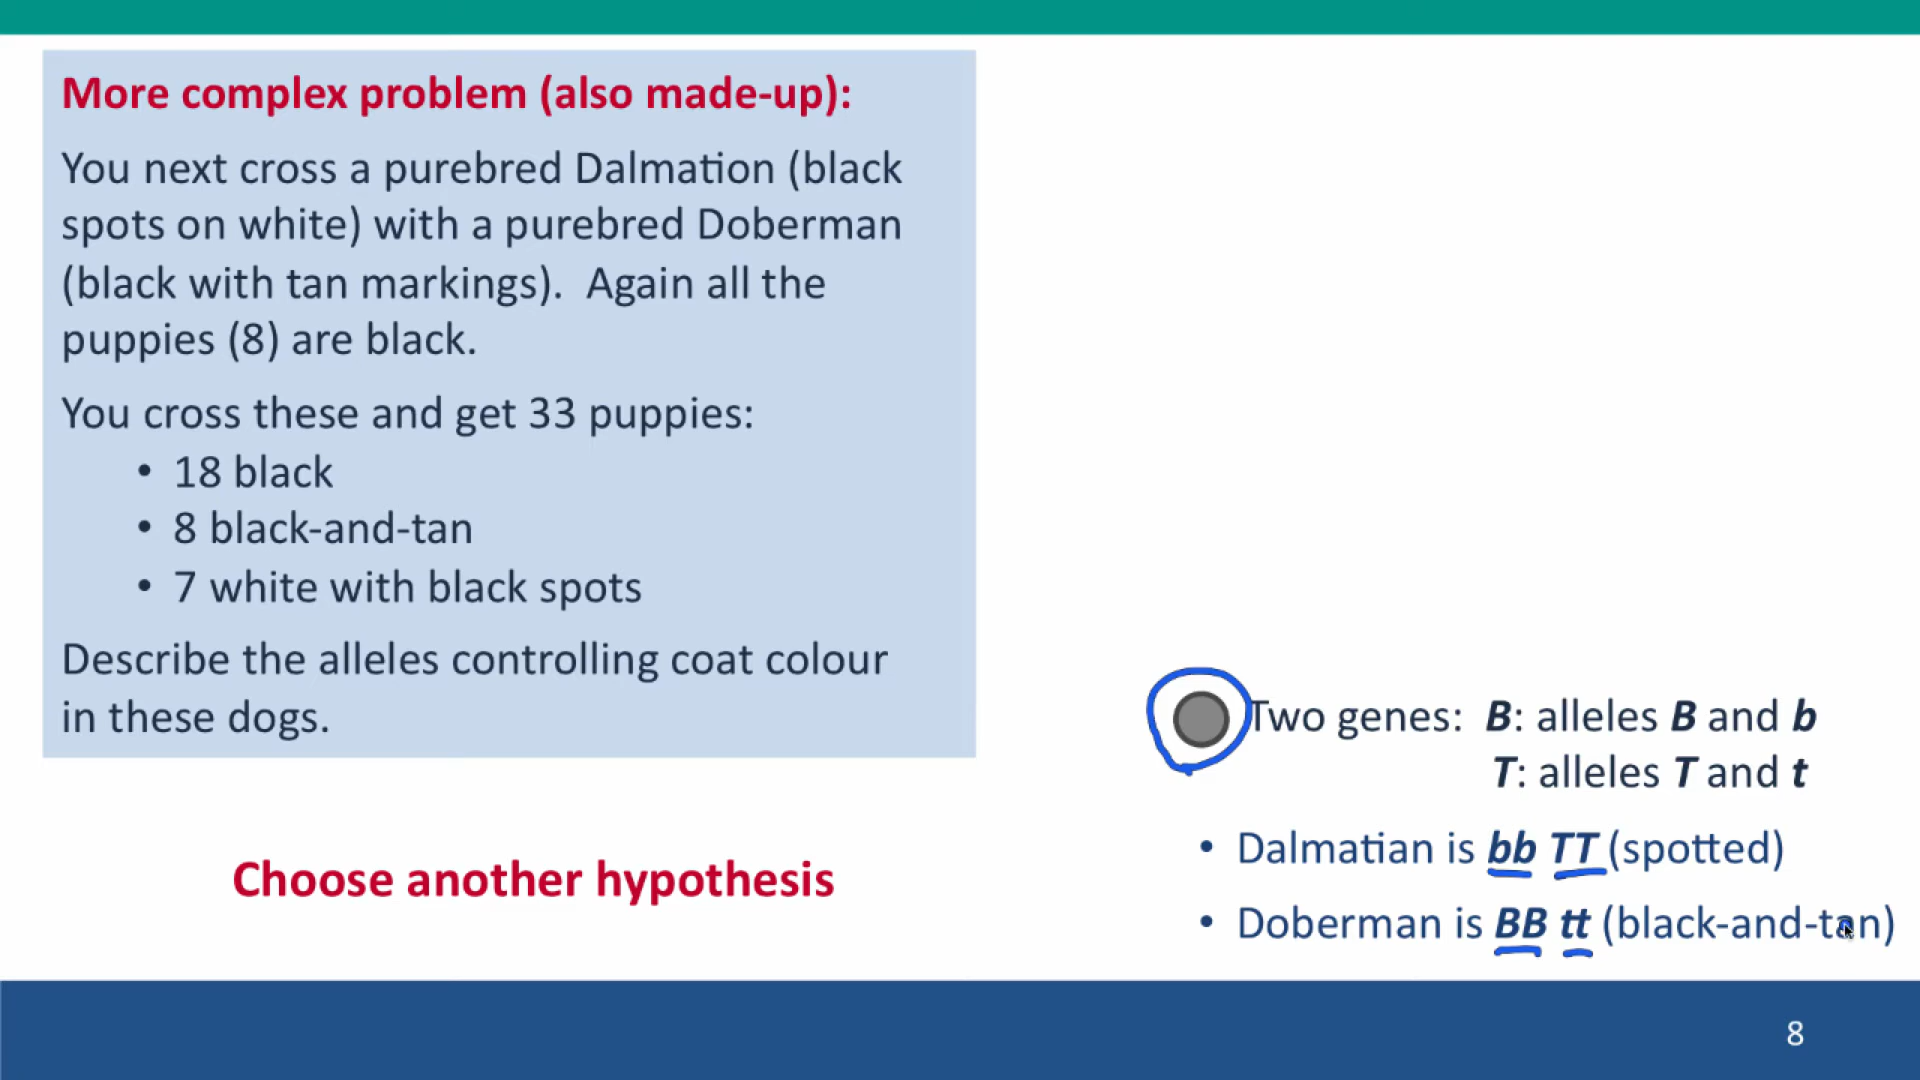 More complex problem (also made-up):
You next cross a purebred Dalmation (black
spots on white) with a purebred Doberman
(black with tan markings).  Again all the
puppies (8) are black.
You cross these and get 33 puppies:
• 18 black
• 8 black-and-tan
• 7 white with black spots
Describe the alleles controlling coat colour
in these dogs.
Choose another hypothesis
Two genes:  B: alleles B and b
T: alleles T and t
• Dalmatian is bb TT (spotted)
• Doberman is BB tt (black-and-tan)
8